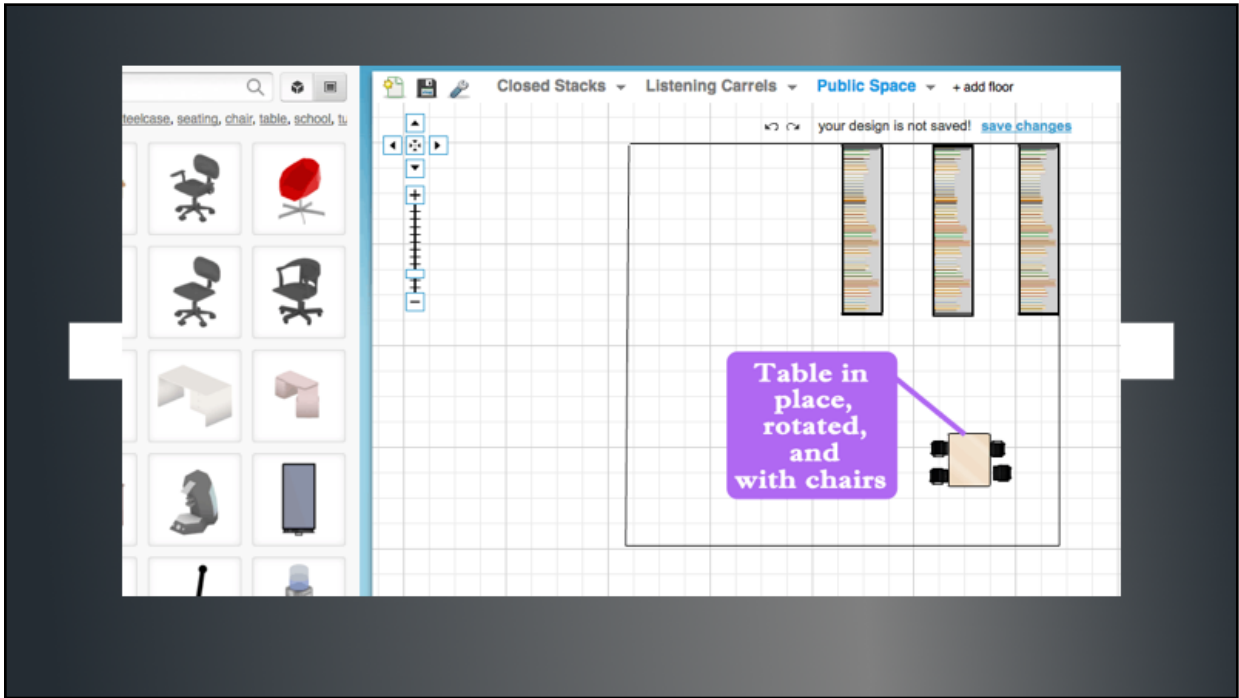 Closed Stacks
Listening Carrels
Public Space
+ add floor
teelcase, seating, chair, table, school, tu
your design is not saved! save changes
Table in
place,
rotated,
and
with chairs